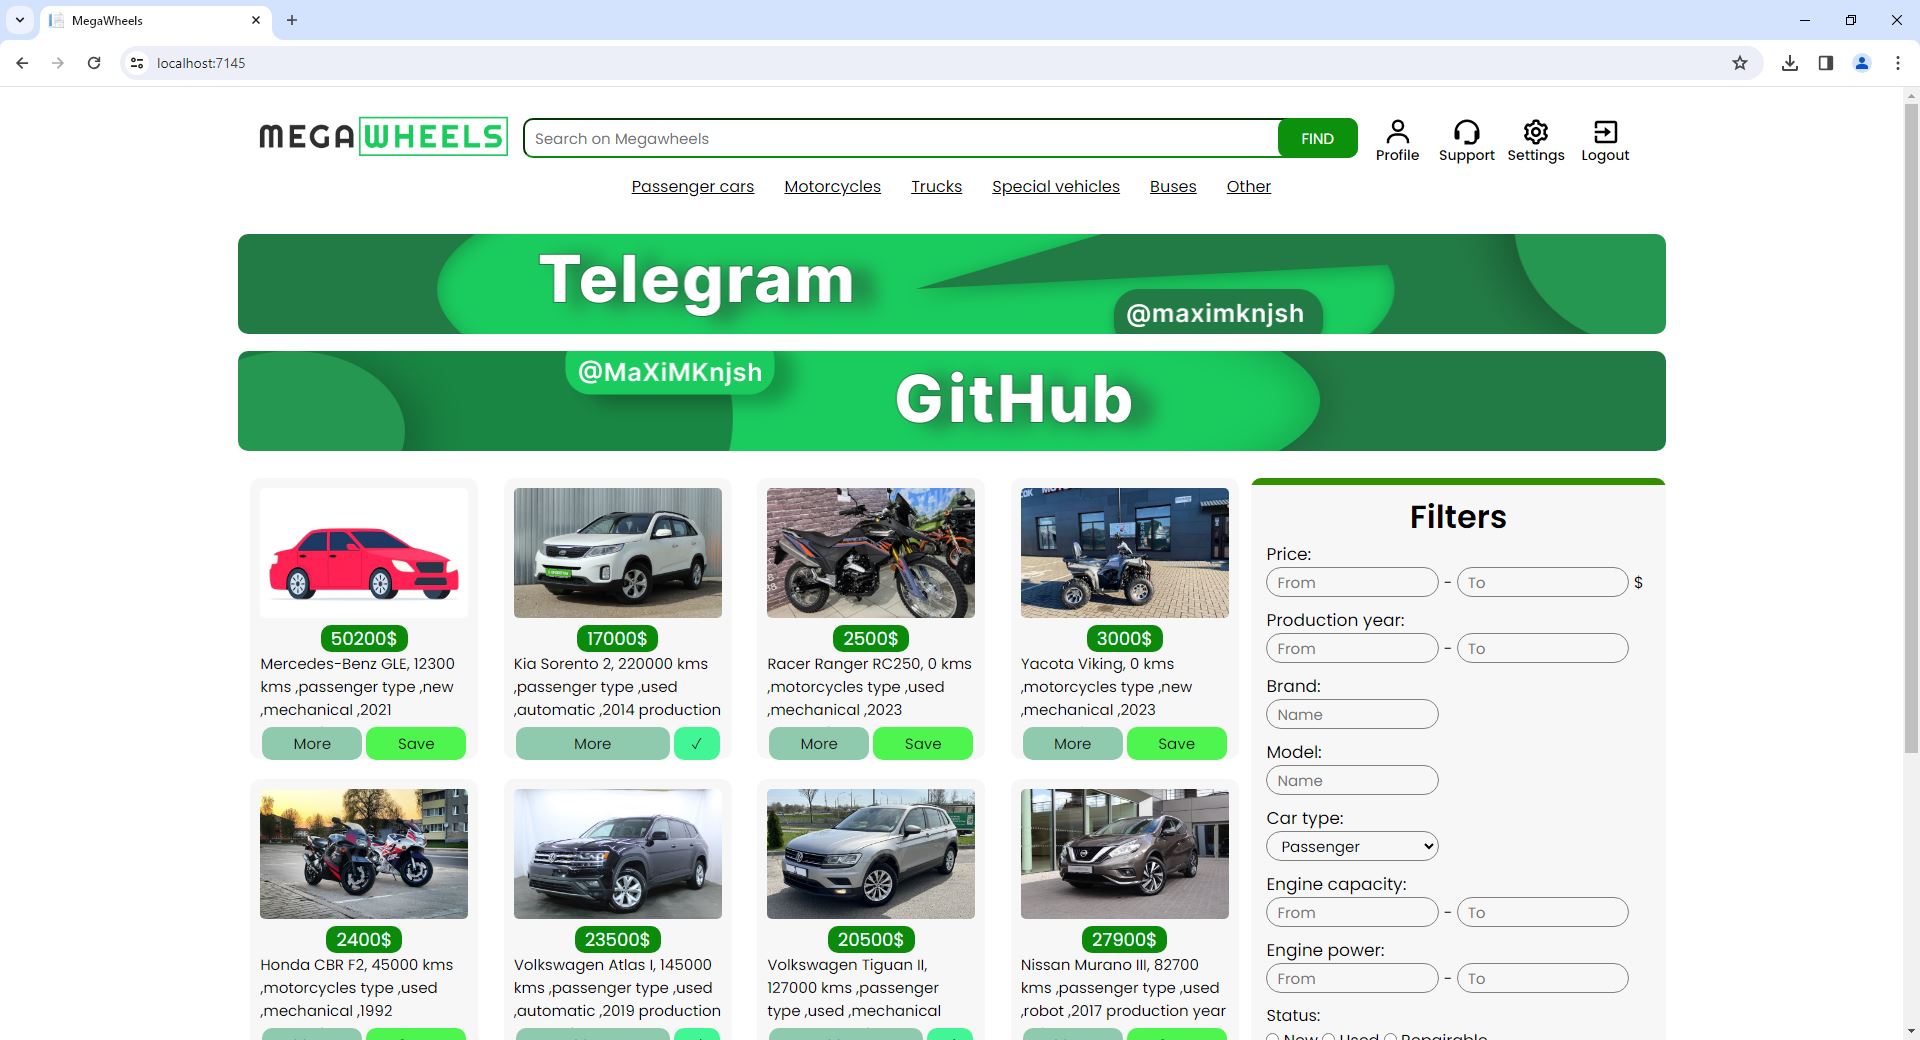 MegaWheels
localhost:7145
MEGA WHEELS
Search on Megawheels
FIND
Profile
Support
Settings
Logout
Passenger cars
Motorcycles
Trucks
Special vehicles
Buses
Other
Telegram
@maximknjsh
@MaXiMKnjsh
GitHub
50200$
Mercedes-Benz GLE, 12300
kms ,passenger type ,new
,mechanical ,2021
More
Save
17000$
Kia Sorento 2, 220000 kms
,passenger type ,used
,automatic ,2014 production
More
✓
2500$
Racer Ranger RC250, 0 kms
,motorcycles type ,used
,mechanical ,2023
More
Save
3000$
Yacota Viking, 0 kms
,motorcycles type ,new
,mechanical ,2023
More
Save
2400$
Honda CBR F2, 45000 kms
,motorcycles type ,used
,mechanical ,1992
23500$
Volkswagen Atlas I, 145000
kms ,passenger type ,used
,automatic ,2019 production
20500$
Volkswagen Tiguan II,
127000 kms ,passenger
type ,used ,mechanical
27900$
Nissan Murano III, 82700
kms ,passenger type ,used
,robot ,2017 production year
Filters
Price:
From - To $
Production year:
From - To
Brand:
Name
Model:
Name
Car type:
Passenger
Engine capacity:
From - To
Engine power:
From - To
Status:
New Used Repairable